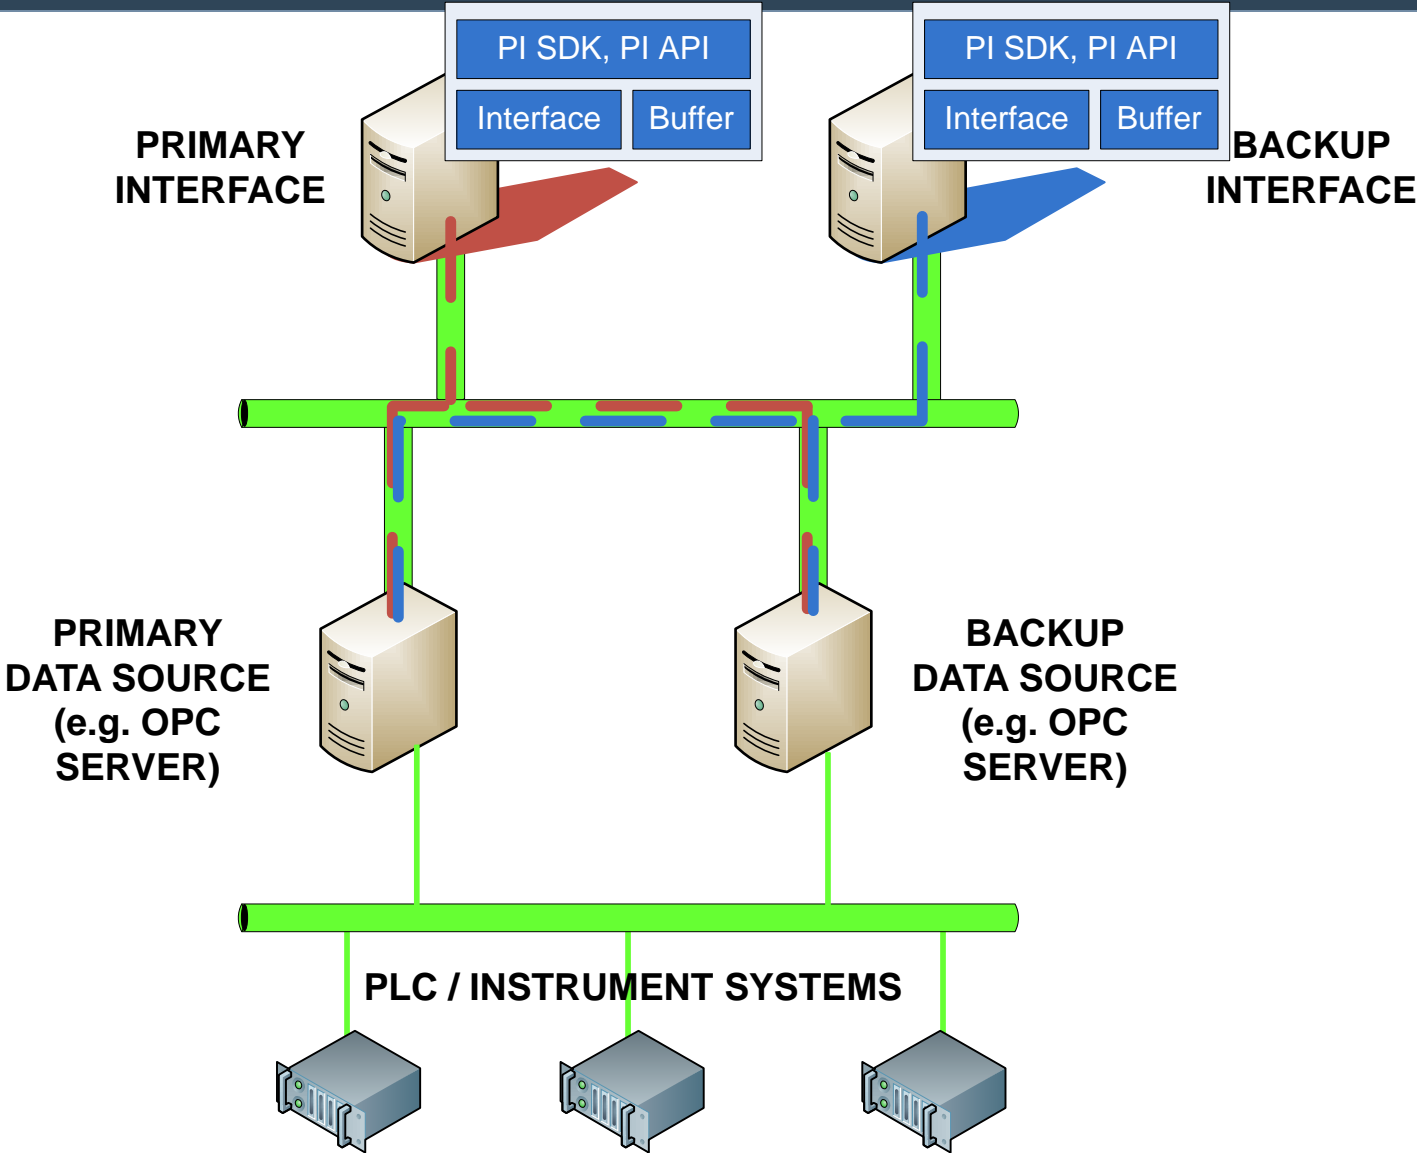 PI SDK, PI API
Interface
Buffer
PRIMARY
INTERFACE
PI SDK, PI API
Interface
Buffer
BACKUP
INTERFACE
PRIMARY
DATA SOURCE
(e.g. OPC
SERVER)
BACKUP
DATA SOURCE
(e.g. OPC
SERVER)
PLC / INSTRUMENT SYSTEMS